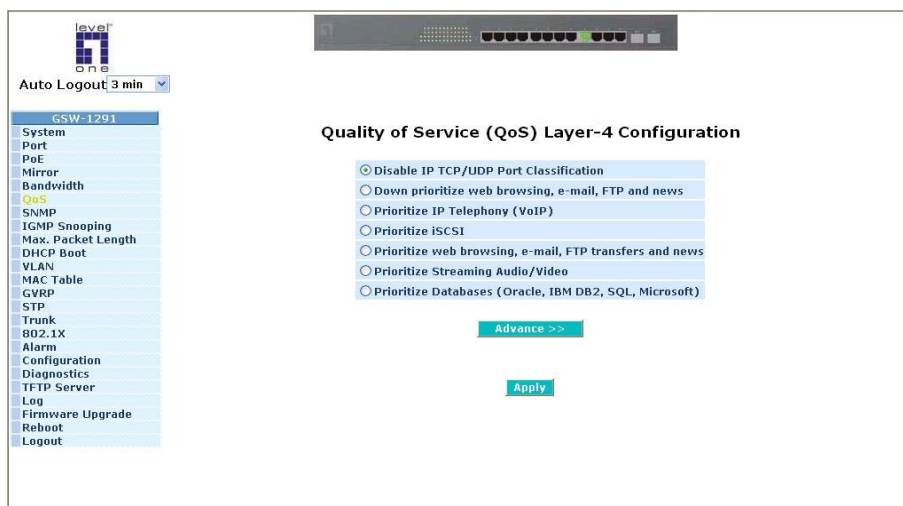 level
one
Auto Logout 3 min
GSW-1291
System
Port
PoE
Mirror
Bandwidth
QoS
SNMP
IGMP Snooping
Max. Packet Length
DHCP Boot
VLAN
MAC Table
GVRP
STP
Trunk
802.1X
Alarm
Configuration
Diagnostics
TFTP Server
Log
Firmware Upgrade
Reboot
Logout
Quality of Service (QoS) Layer-4 Configuration
Disable IP TCP/UDP Port Classification
Down prioritize web browsing, e-mail, FTP and news
Prioritize IP Telephony (VoIP)
Prioritize iSCSI
Prioritize web browsing, e-mail, FTP transfers and news
Prioritize Streaming Audio/Video
Prioritize Databases (Oracle, IBM DB2, SQL, Microsoft)
Advance >>
Apply